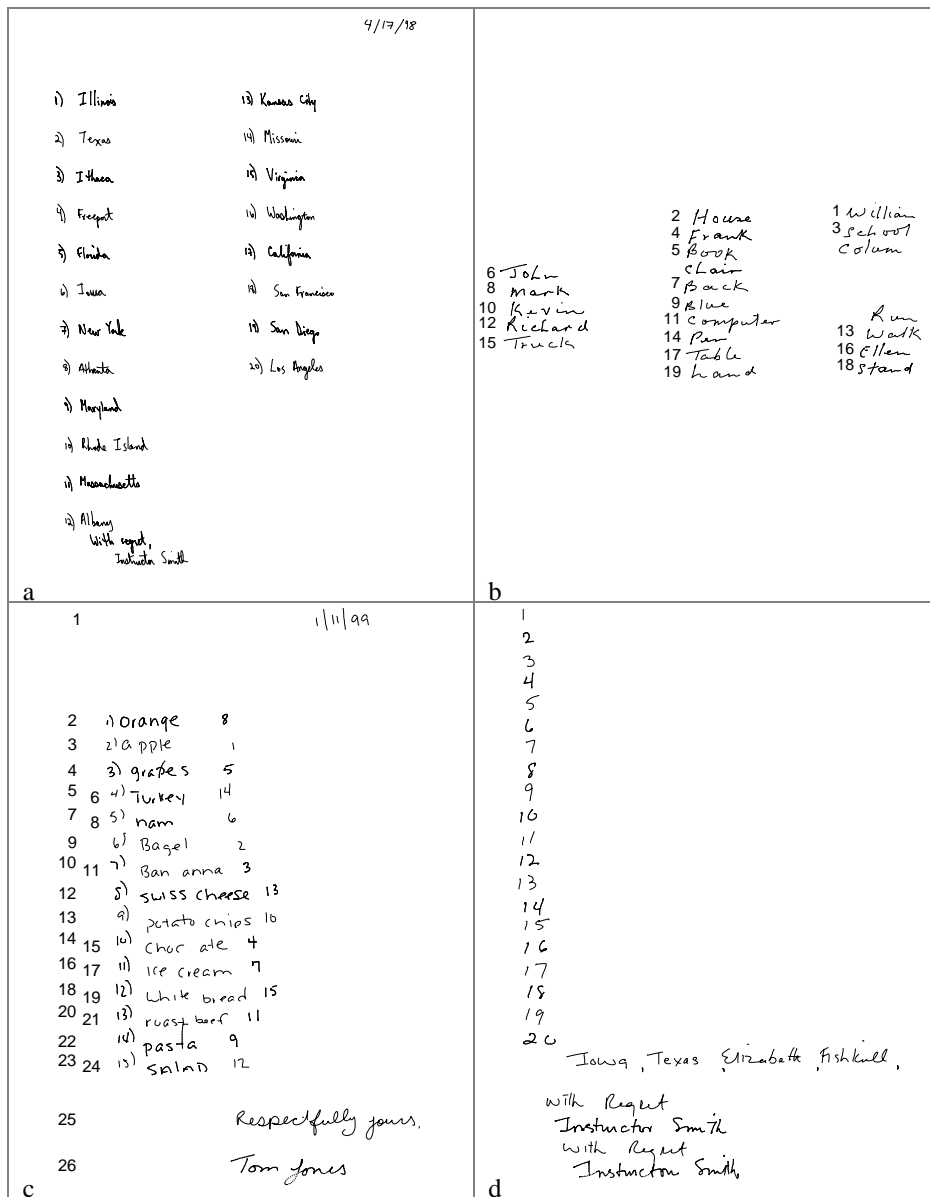 4/17/98
1) Illinois
2) Texas
3) Ithaca
4) Freeport
5) Florida
6) Iowa
7) New York
8) Atlanta
9) Maryland
10) Rhode Island
11) Massachusetts
12) Albany
With regret,
Instructor Smith
13) Kansas City
14) Missouri
15) Virginia
16) Washington
17) California
18) San Francisco
19) San Diego
20) Los Angeles
a
6 John
8 Mark
10 Kevin
12 Richard
15 Truck
2 House
4 Frank
5 Book
Chair
7 Back
9 Blue
11 Computer
14 Pen
17 Table
19 Land
1 William
3 School
Colum
Run
13 Walk
16 Ellen
18 Stand
b
1 1/11/99
2 1) orange 8
3 2) apple 1
4 3) grapes 5
5 6 4) Turkey 14
7 8 5) ham 6
9 6) Bagel 2
10 11 7) Ban anna 3
12 8) swiss cheese 13
13 9) potato chips 10
14 15 10) Choc ate 4
16 17 11) Ice cream 7
18 19 12) white bread 15
20 21 13) roast beef 11
22 14) pasta 9
23 24 15) SALAD 12
25 Respectfully yours,
26 Tom Jones
c
1
2
3
4
5
6
7
8
9
10
11
12
13
14
15
16
17
18
19
20
Iowa, Texas, Elizabeth, Fishkill,
with Regret
Instructor Smith
with Regret
Instructor Smith
d